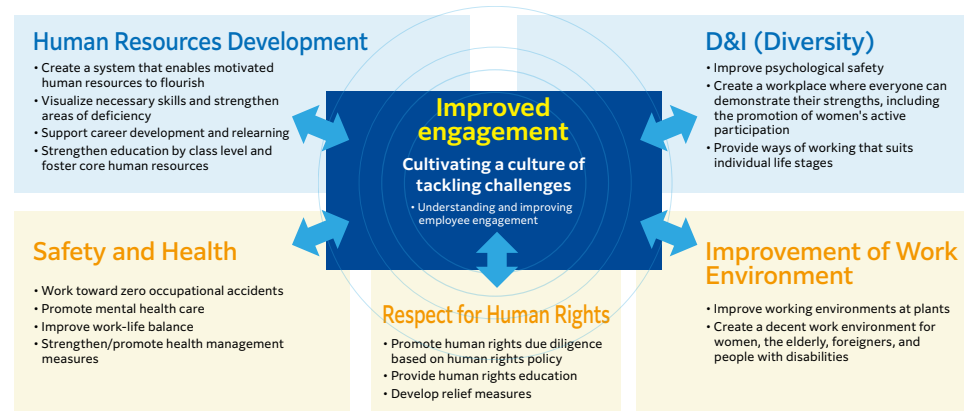 Human Resources Development
• Create a system that enables motivated
human resources to flourish
• Visualize necessary skills and strengthen
areas of deficiency
• Support career development and relearning
• Strengthen education by class level and
foster core human resources
D&I (Diversity)
• Improve psychological safety
• Create a workplace where everyone can
demonstrate their strengths, including
the promotion of women's active
participation
• Provide ways of working that suits
individual life stages
Improved
engagement
Cultivating a culture of
tackling challenges
• Understanding and improving
employee engagement
Safety and Health
• Work toward zero occupational accidents
• Promote mental health care
• Improve work-life balance
• Strengthen/promote health management
measures
Respect for Human Rights
• Promote human rights due diligence
based on human rights policy
• Provide human rights education
• Develop relief measures
Improvement of Work
Environment
• Improve working environments at plants
• Create a decent work environment for
women, the elderly, foreigners, and
people with disabilities